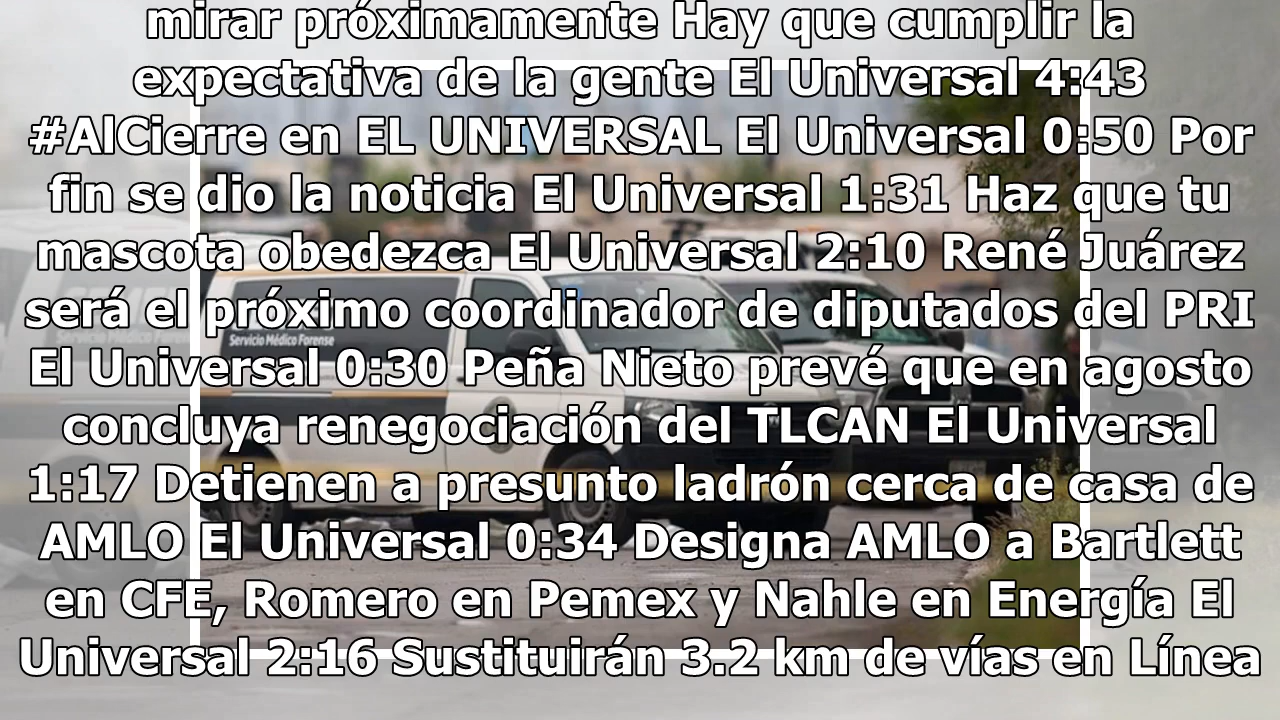 mirar próximamente Hay que cumplir la
expectativa de la gente El Universal 4:43
#AlCierre en EL UNIVERSAL El Universal 0:50 Por
fin se dio la noticia El Universal 1:31 Haz que tu
mascota obedezca El Universal 2:10 René Juárez
será el próximo coordinador de diputados del PRI
Servicio Médico Forense
El Universal 0:30 Peña Nieto prevé que en agosto
concluya renegociación del TLCAN El Universal
1:17 Detienen a presunto ladrón cerca de casa de
AMLO El Universal 0:34 Designa AMLO a Bartlett
en CFE, Romero en Pemex y Nahle en Energía El
Universal 2:16 Sustituirán 3.2 km de vías en Línea